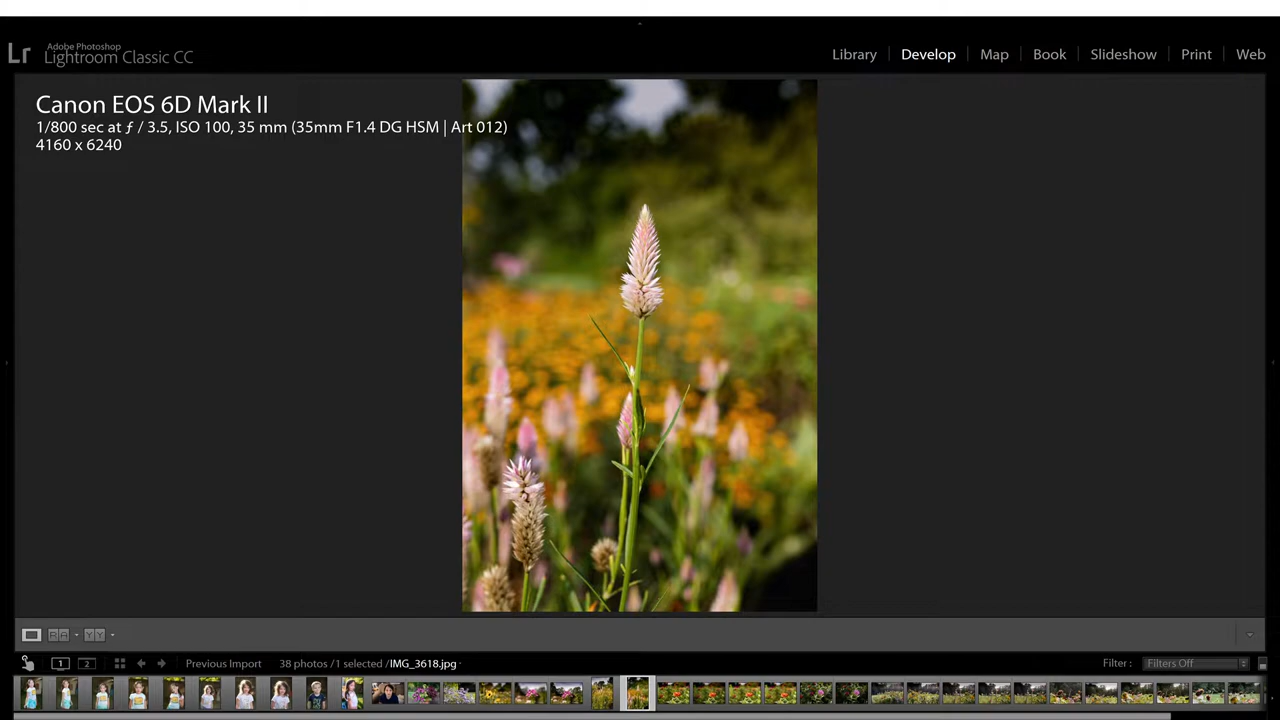 Lr
Adobe Photoshop
Lightroom Classic CC
Library | Develop | Map | Book | Slideshow | Print | Web
Canon EOS 6D Mark II
1/800 sec at ƒ / 3.5, ISO 100, 35 mm (35mm F1.4 DG HSM | Art 012)
4160 x 6240
RA YY
1 2 Previous Import 38 photos /1 selected /IMG_3618.jpg Filter : Filters Off